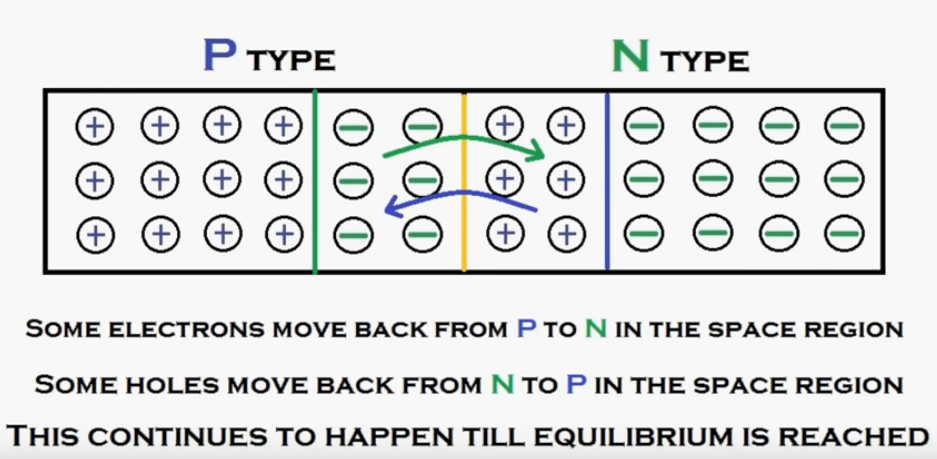 P TYPE N TYPE
SOME ELECTRONS MOVE BACK FROM P TO N IN THE SPACE REGION
SOME HOLES MOVE BACK FROM N TO P IN THE SPACE REGION
THIS CONTINUES TO HAPPEN TILL EQUILIBRIUM IS REACHED